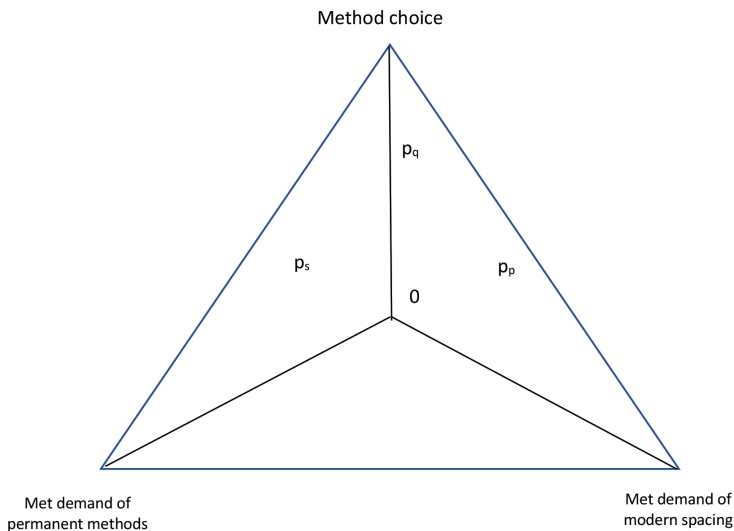 Method choice
pq
ps
pp
0
Met demand of
permanent methods
Met demand of
modern spacing